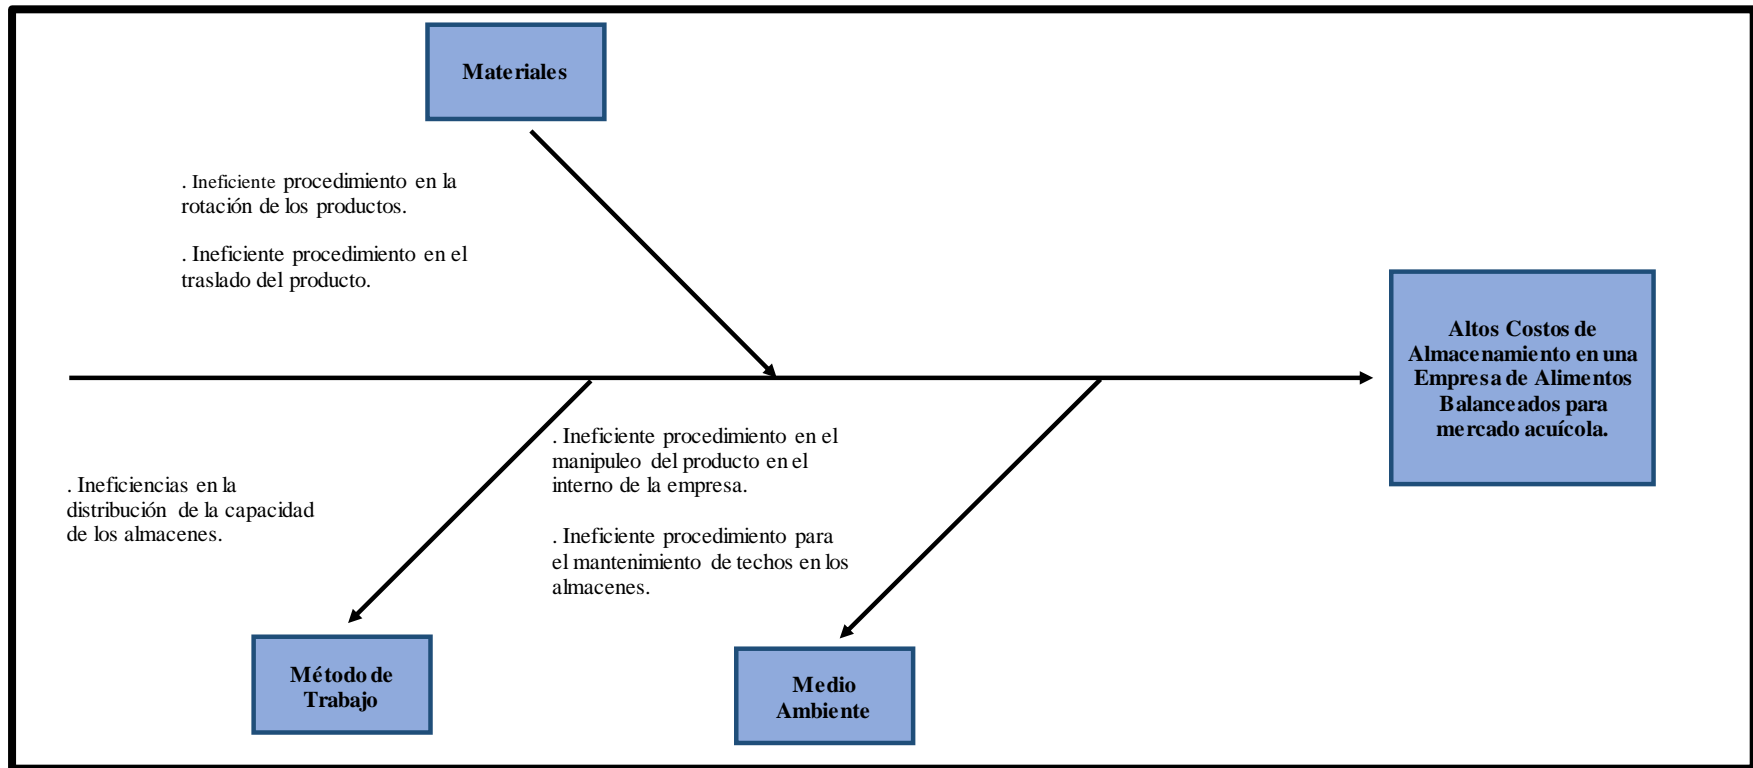 Materiales
. Ineficiente procedimiento en la
rotación de los productos.
. Ineficiente procedimiento en el
traslado del producto.
Altos Costos de
Almacenamiento en una
Empresa de Alimentos
Balanceados para
mercado acuícola.
. Ineficiencias en la
distribución de la capacidad
de los almacenes.
. Ineficiente procedimiento en el
manipuleo del producto en el
interno de la empresa.
. Ineficiente procedimiento para
el mantenimiento de techos en los
almacenes.
Método de
Trabajo
Medio
Ambiente